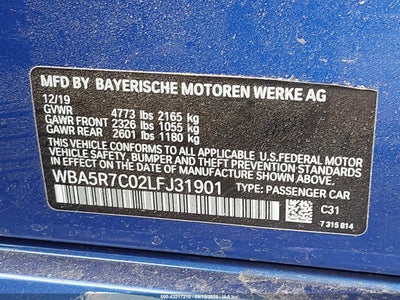 MFD BY BAYERISCHE MOTOREN WERKE AG
12/19
GVWR 4773 lbs 2165 kg
GAWR FRONT 2326 lbs 1055 kg
GAWR REAR 2601 lbs 1180 kg
THIS VEHICLE CONFORMS TO ALL APPLICABLE
U.S.FEDERAL MOTOR
VEHICLE SAFETY, BUMPER, AND THEFT
PREVENTION STANDARDS IN
EFFECT ON THE DATE OF MANUFACTURE SHOWN
ABOVE.
WBA5R7C02LFJ31901 TYPE: PASSENGER CAR
C31
7 315 814